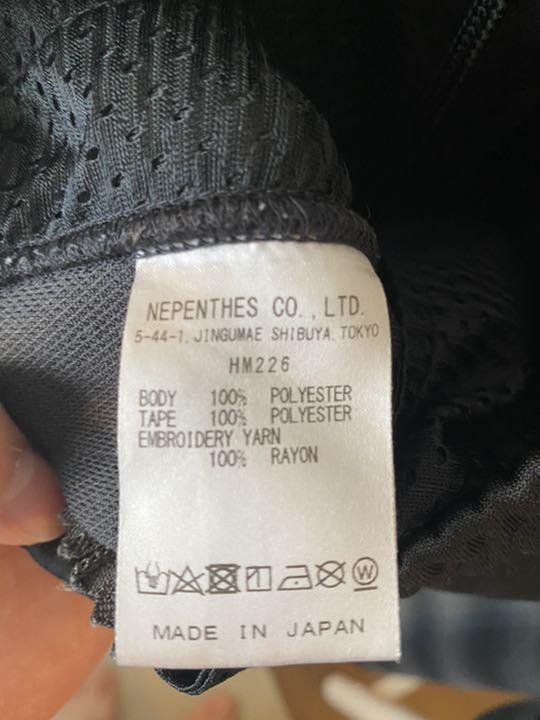 NEPENTHES CO., LTD.
5-44-1, JINGUMAE SHIBUYA. TOKYO
HM226
BODY 100% POLYESTER
TAPE 100% POLYESTER
EMBROIDERY YARN
100% RAYON
W
MADE IN JAPAN